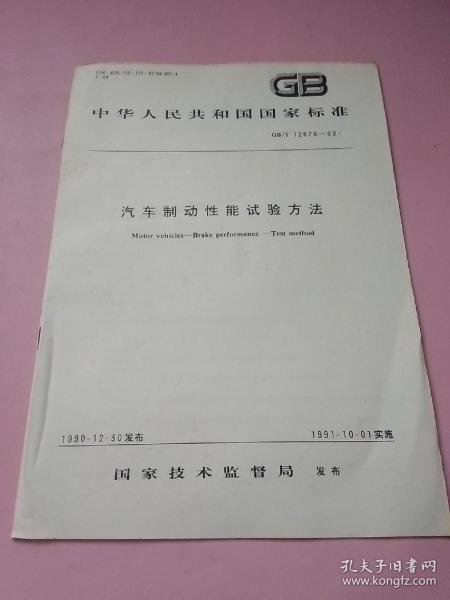 GB
中华人民共和国国家标准
GB/T 12676—90
汽车制动性能试验方法
Motor vehicles—Brake performance—Test method
1990-12-30发布
1991-10-01实施
国家技术监督局 发布
孔夫子旧书网
www.kongfz.com